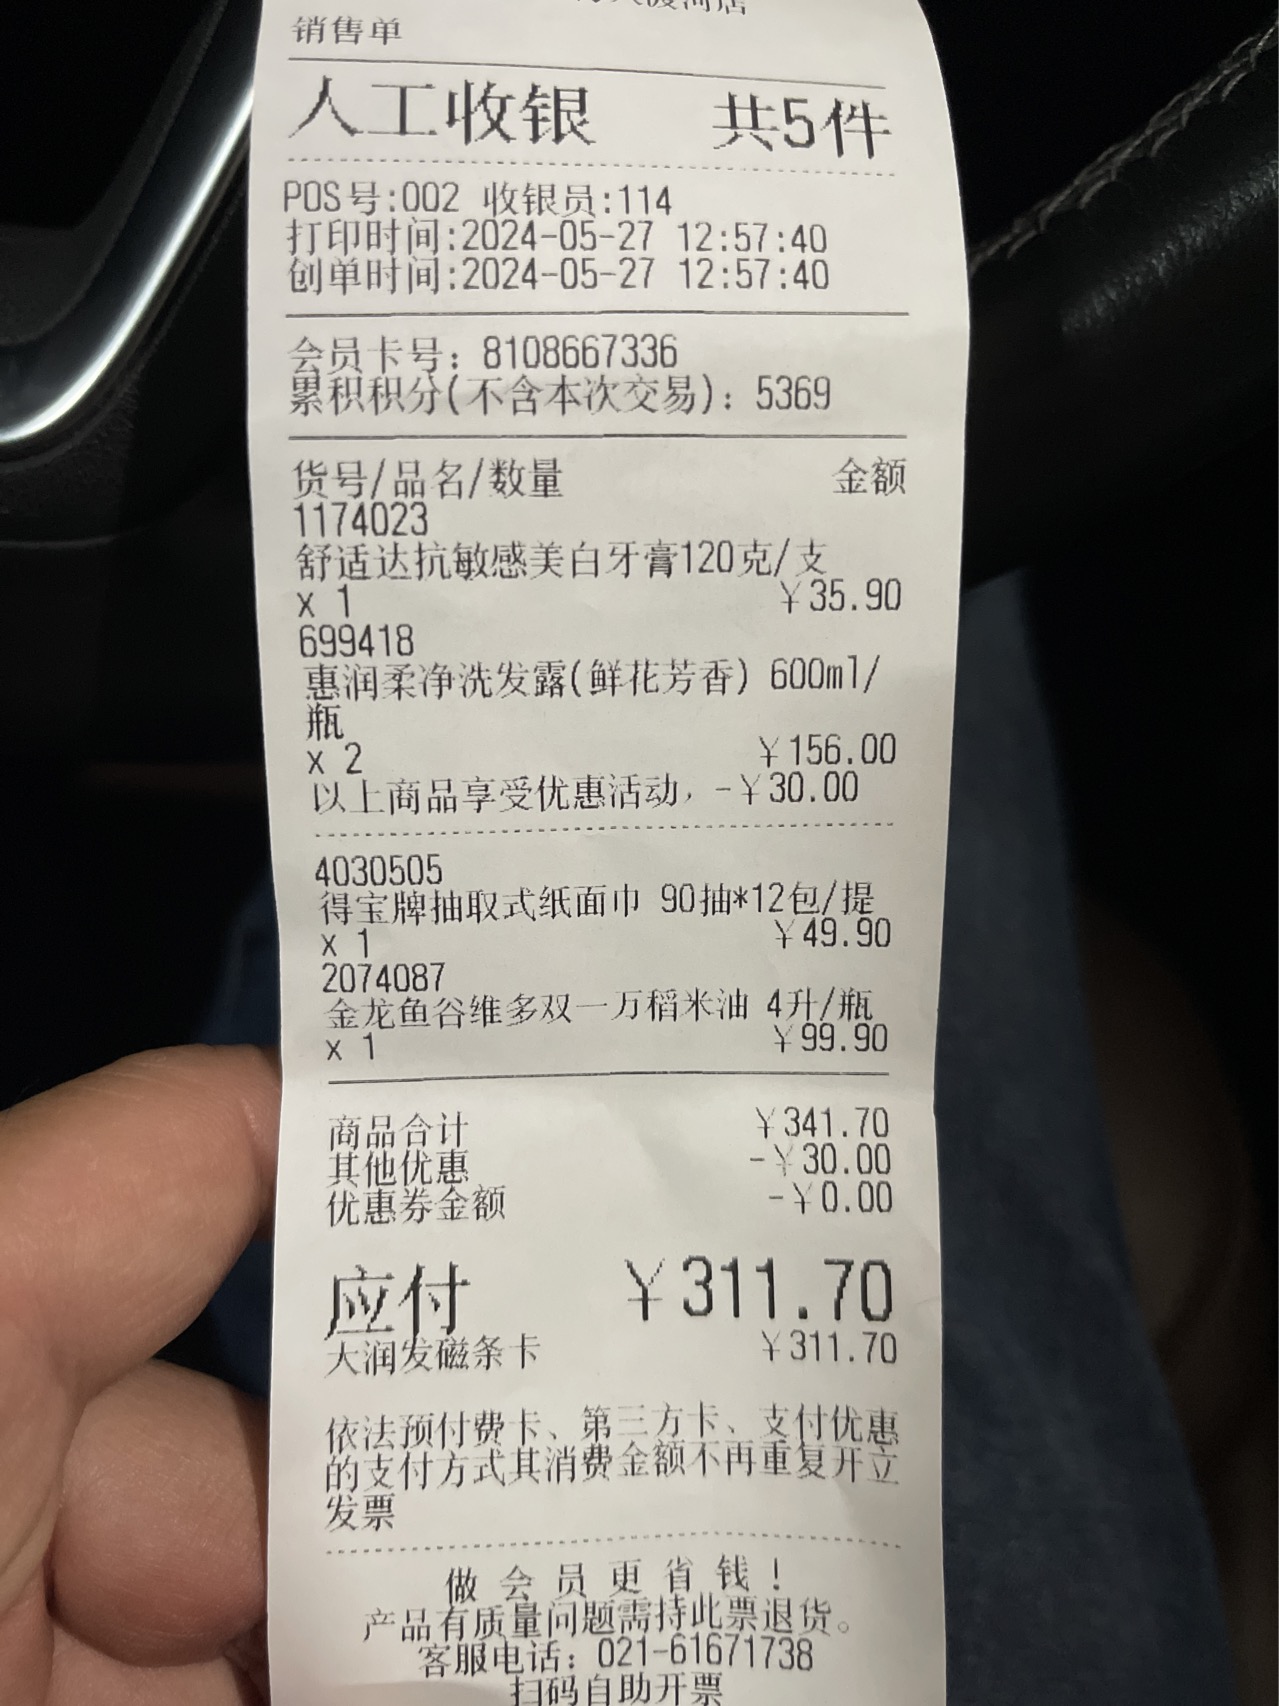 大渡河店
销售单
人工收银 共5件
POS号:002 收银员:114
打印时间:2024-05-27 12:57:40
创单时间:2024-05-27 12:57:40
会员卡号：8108667336
累积积分(不含本次交易)：5369
货号/品名/数量 金额
1174023
舒适达抗敏感美白牙膏120克/支
x 1 ￥35.90
699418
惠润柔净洗发露(鲜花芳香) 600ml/
瓶
x 2 ￥156.00
以上商品享受优惠活动，-￥30.00
4030505
得宝牌抽取式纸面巾 90抽*12包/提
x 1 ￥49.90
2074087
金龙鱼谷维多双一万稻米油 4升/瓶
x 1 ￥99.90
商品合计 ￥341.70
其他优惠 -￥30.00
优惠券金额 -￥0.00
应付 ￥311.70
大润发磁条卡 ￥311.70
依法预付费卡、第三方卡、支付优惠
的支付方式其消费金额不再重复开立
发票
做会员更省钱！
产品有质量问题需持此票退货。
客服电话：021-61671738
扫码自助开票